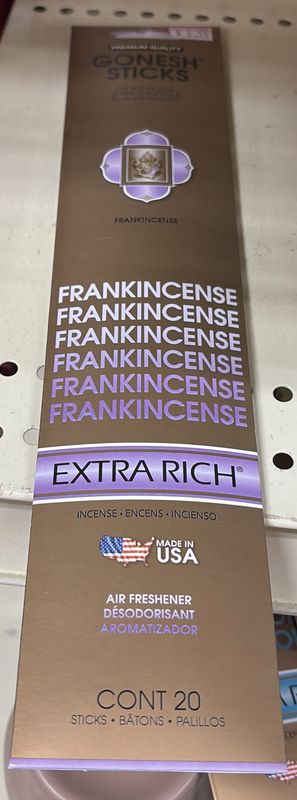 GONESH®
STICKS
FRANKINCENSE
FRANKINCENSE
FRANKINCENSE
FRANKINCENSE
FRANKINCENSE
FRANKINCENSE
FRANKINCENSE
EXTRA RICH®
INCENSE • ENCENS • INCIENSO
MADE IN
USA
AIR FRESHENER
DÉSODORISANT
AROMATIZADOR
CONT 20
STICKS • BÂTONS • PALILLOS